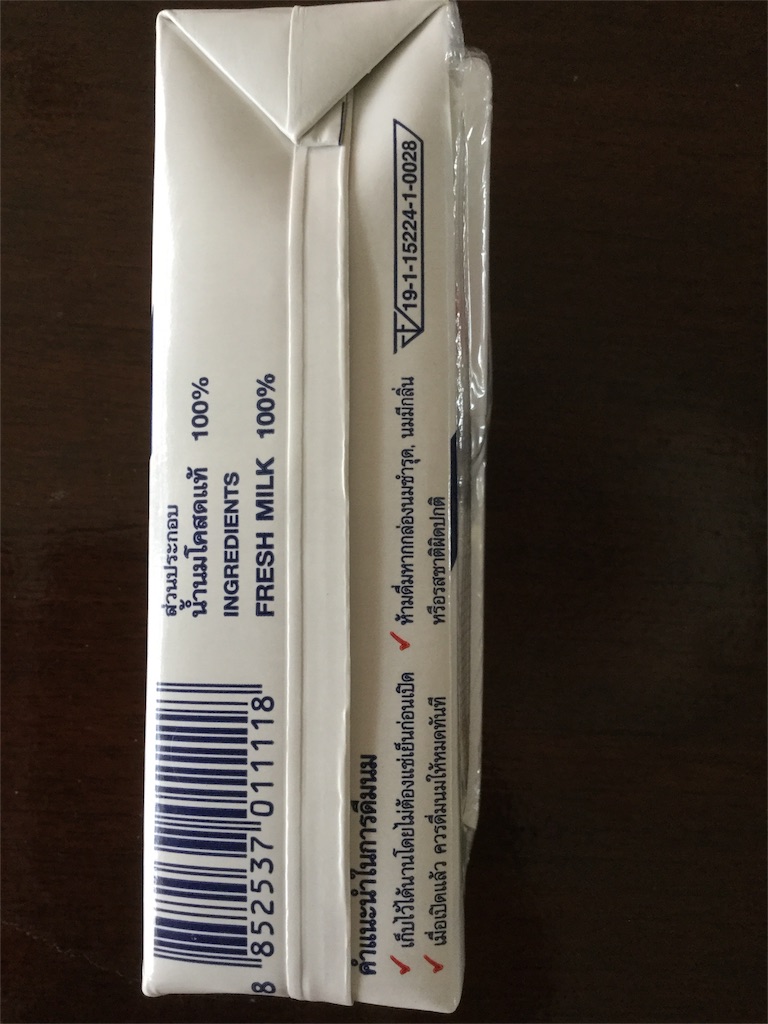 ส่วนประกอบ
น้ำนมโคสดแท้ 100%
INGREDIENTS
FRESH MILK 100%
8 852537 011118
คำแนะนำในการดื่มนม
✓ เก็บไว้ได้นานโดยไม่ต้องแช่เย็นก่อนเปิด
✓ เมื่อเปิดแล้ว ควรดื่มนมให้หมดทันที
✓ ห้ามดื่มหากกล่องนมชำรุด, นมมีกลิ่น
หรือรสชาติผิดปกติ
19-1-15224-1-0028